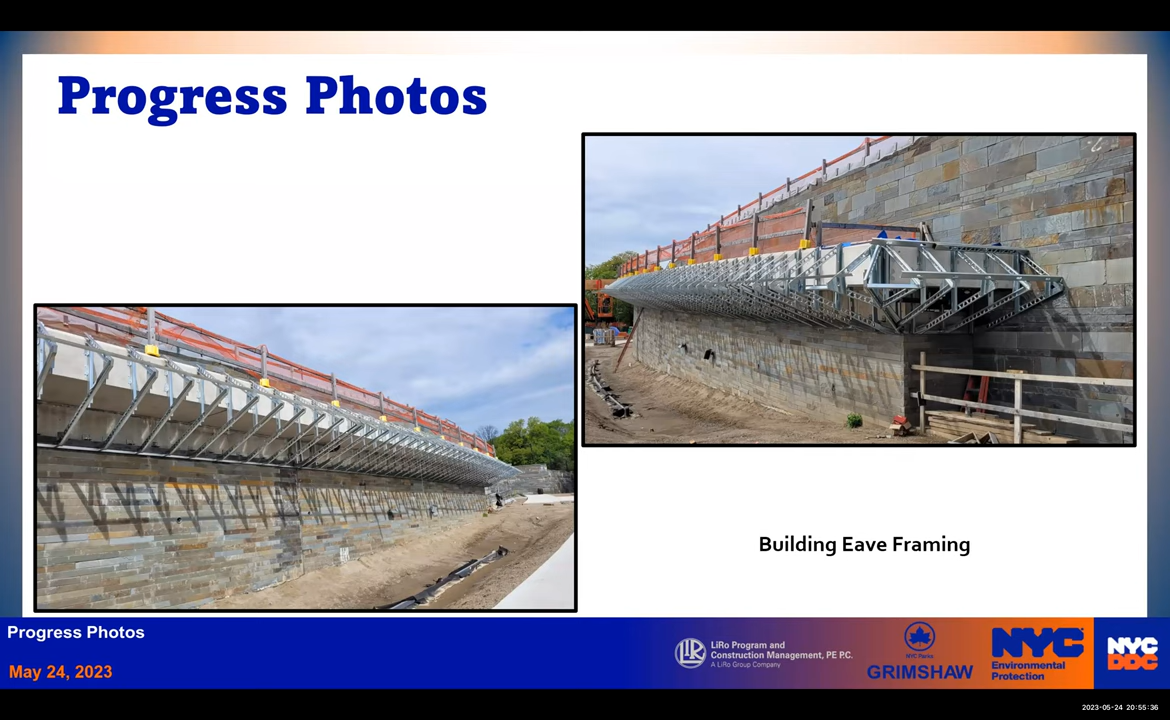 Progress Photos
Building Eave Framing
Progress Photos
May 24, 2023
LiRo Program and
Construction Management, PE P.C.
A LiRo Group Company
NYC Parks
GRIMSHAW
NYC
Environmental
Protection
NYC
DDC
2023-05-24 20:55:36